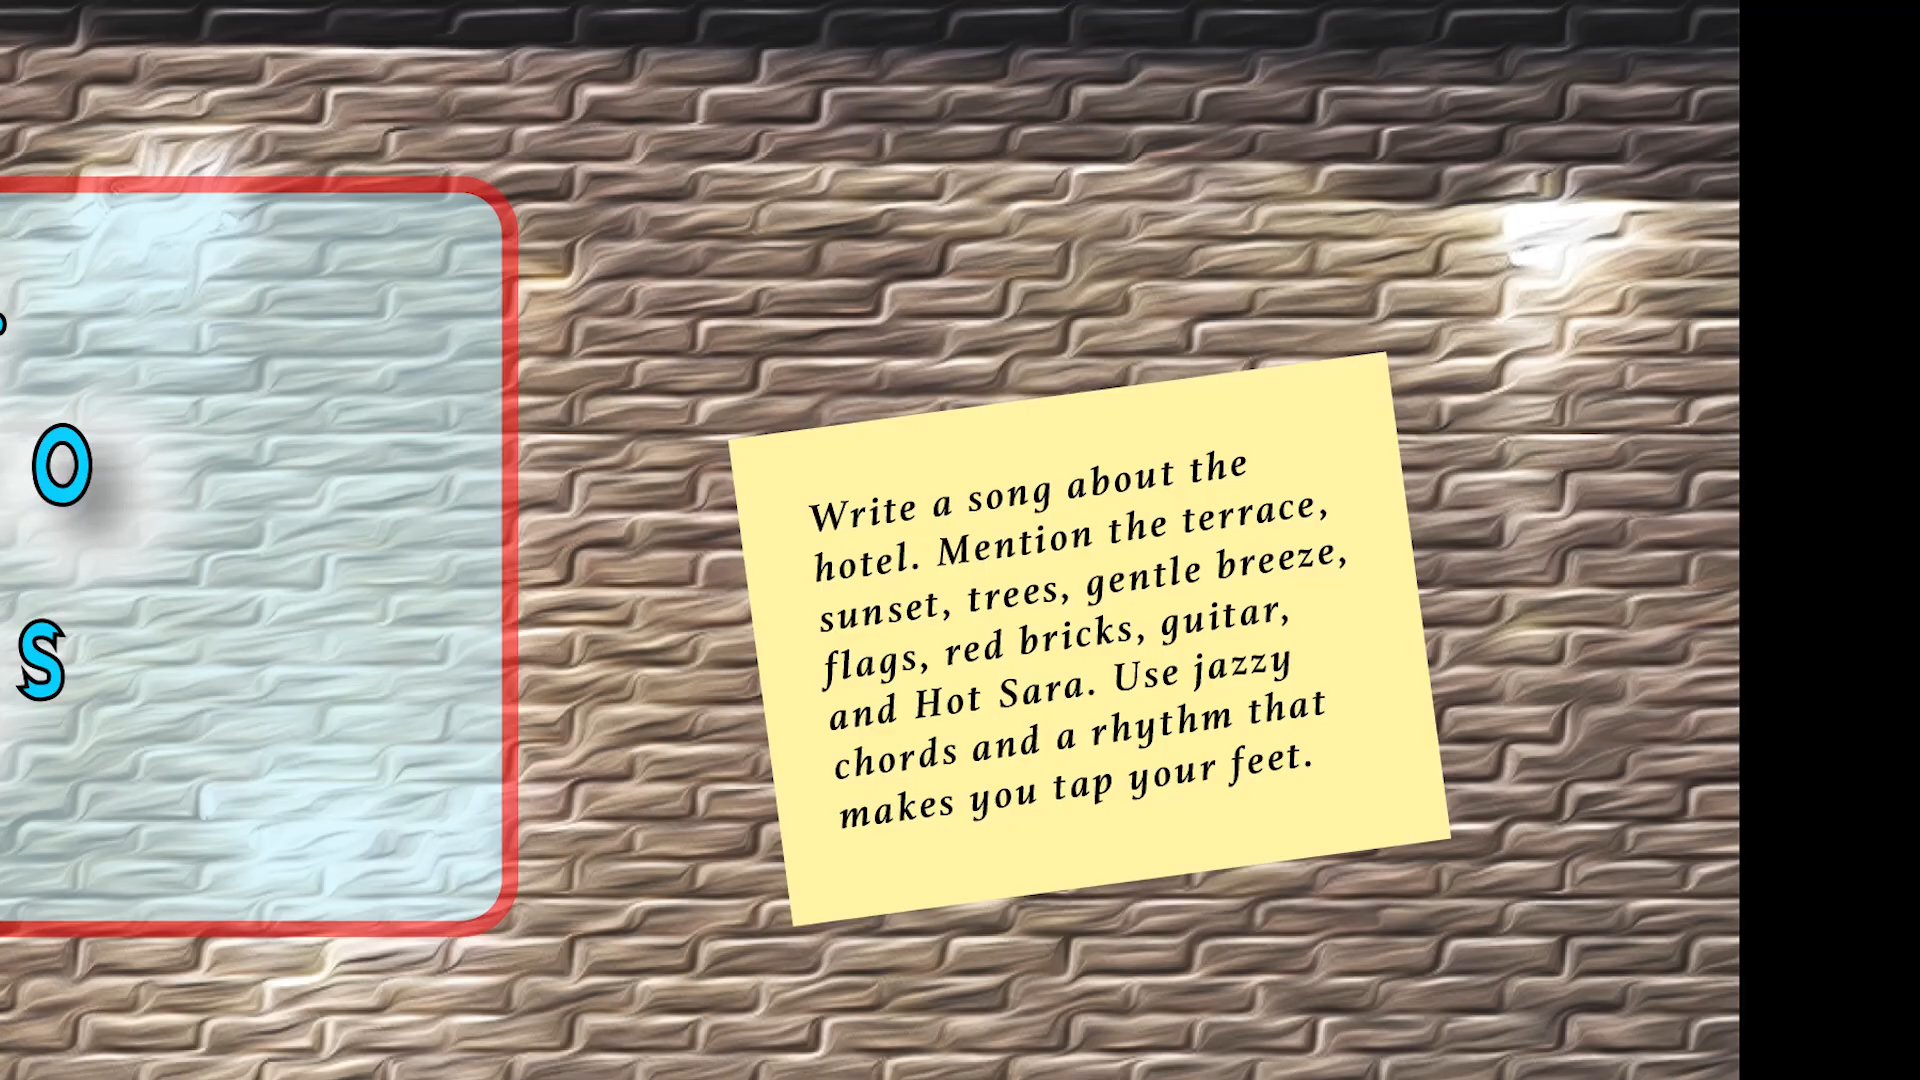 O
S
Write a song about the
hotel. Mention the terrace,
sunset, trees, gentle breeze,
flags, red bricks, guitar,
and Hot Sara. Use jazzy
chords and a rhythm that
makes you tap your feet.